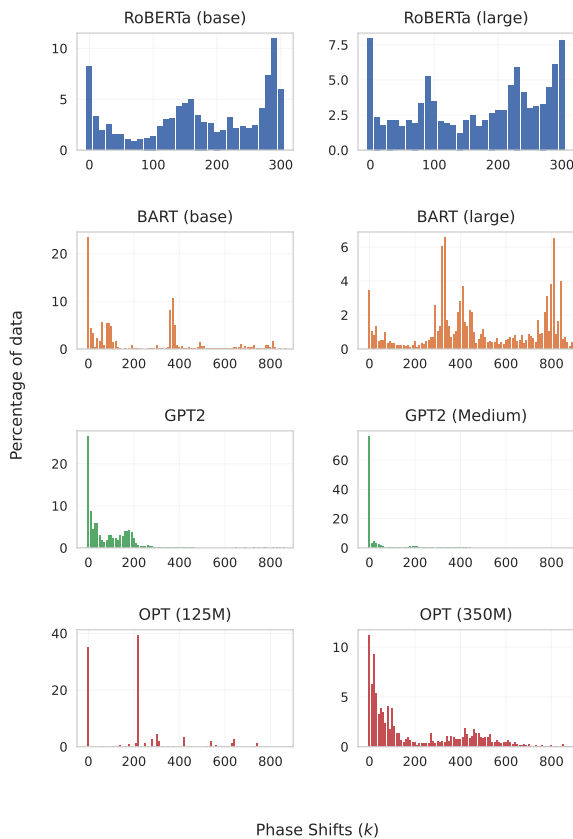 RoBERTa (base)
RoBERTa (large)
10
5
0
0 100 200 300
7.5
5.0
2.5
0.0
0 100 200 300
BART (base)
BART (large)
20
10
0
0 200 400 600 800
6
4
2
0
0 200 400 600 800
Percentage of data
GPT2
GPT2 (Medium)
20
10
0
0 200 400 600 800
60
40
20
0
0 200 400 600 800
OPT (125M)
OPT (350M)
40
20
0
0 200 400 600 800
10
5
0
0 200 400 600 800
Phase Shifts (k)